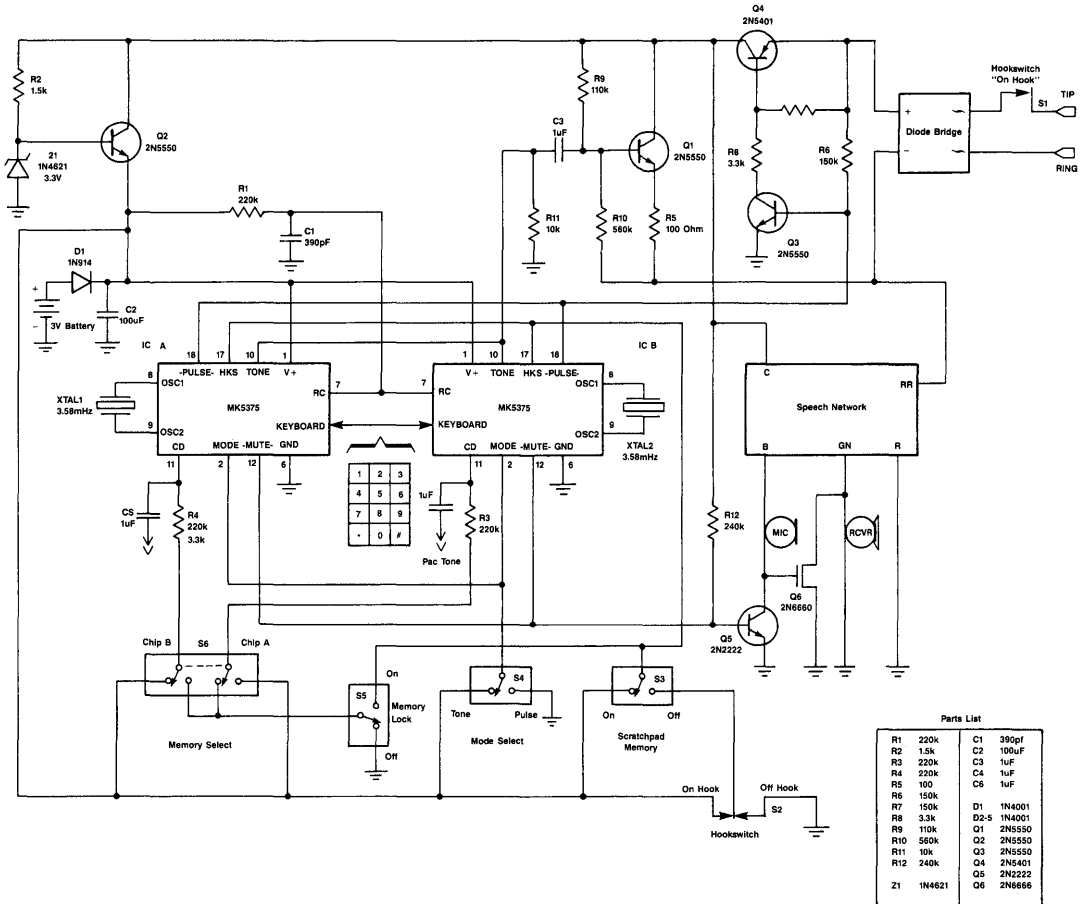 Q4
2N5401
R2
1.5k
Q2
2N5550
21
1N4621
3.3V
R9
110k
C3
1uF
Q1
2N5550
R8
3.3k
R6
150k
Hookswitch
"On Hook"
S1
TIP
+
Diode Bridge
-
RING
R1
220k
C1
390pF
R11
10k
R10
560k
R5
100 Ohm
Q3
2N5550
D1
1N914
+
-
3V Battery
C2
100uF
IC A
18
17
10
1
-PULSE- HKS TONE V+
8
OSC1
XTAL1
3.58mHz
9
OSC2
MK5375
RC
7
KEYBOARD
CD
MODE -MUTE- GND
11
2
12
6
IC B
1
10
17
18
V+ TONE HKS -PULSE-
7
RC
OSC1
8
MK5375
KEYBOARD
OSC2
9
XTAL2
3.58mHz
CD
MODE -MUTE- GND
11
2
12
6
1 2 3
4 5 6
7 8 9
· 0 #
C
RR
Speech Network
B
GN
R
CS
1uF
R4
220k
3.3k
1uF
R3
220k
Pac Tone
R12
240k
MIC
RCVR
Q6
2N6660
Q5
2N2222
Chip B
S6
Chip A
Memory Select
On
S5
Memory
Lock
Off
S4
Tone
Pulse
Mode Select
S3
On
Off
Scratchpad
Memory
On Hook
Off Hook
S2
Hookswitch
Parts List
R1 220k C1 390pf
R2 1.5k C2 100uF
R3 220k C3 1uF
R4 220k C4 1uF
R5 100 C6 1uF
R6 150k
R7 150k D1 1N4001
R8 3.3k D2-5 1N4001
R9 110k Q1 2N5550
R10 560k Q2 2N5550
R11 10k Q3 2N5550
R12 240k Q4 2N5401
Q5 2N2222
Z1 1N4621 Q6 2N6666